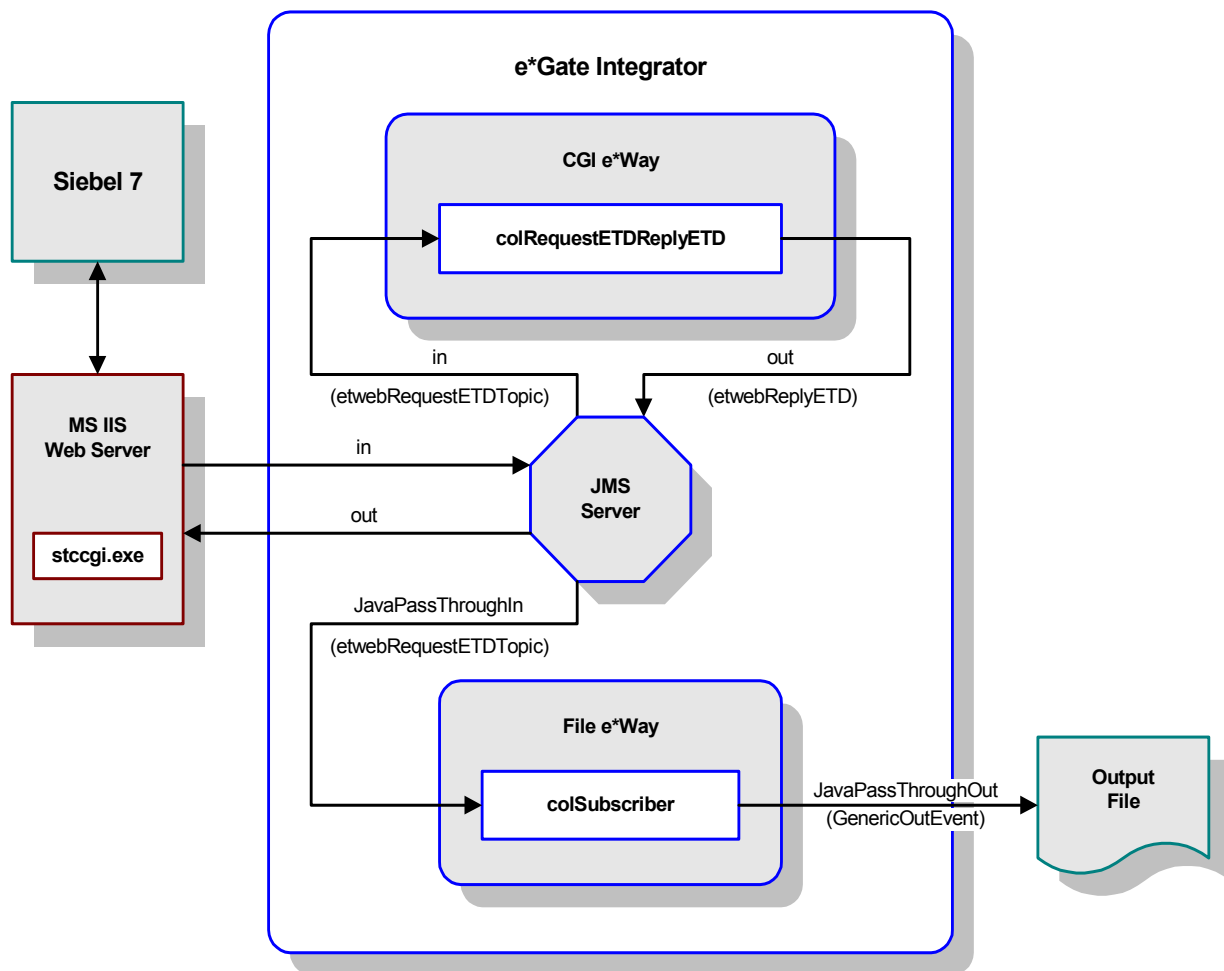 e*Gate Integrator
Siebel 7
CGI e*Way
colRequestETDReplyETD
in
(etwebRequestETDTopic)
out
(etwebReplyETD)
MS IIS
Web Server
stccgi.exe
in
out
JMS
Server
JavaPassThroughIn
(etwebRequestETDTopic)
File e*Way
colSubscriber
JavaPassThroughOut
(GenericOutEvent)
Output
File